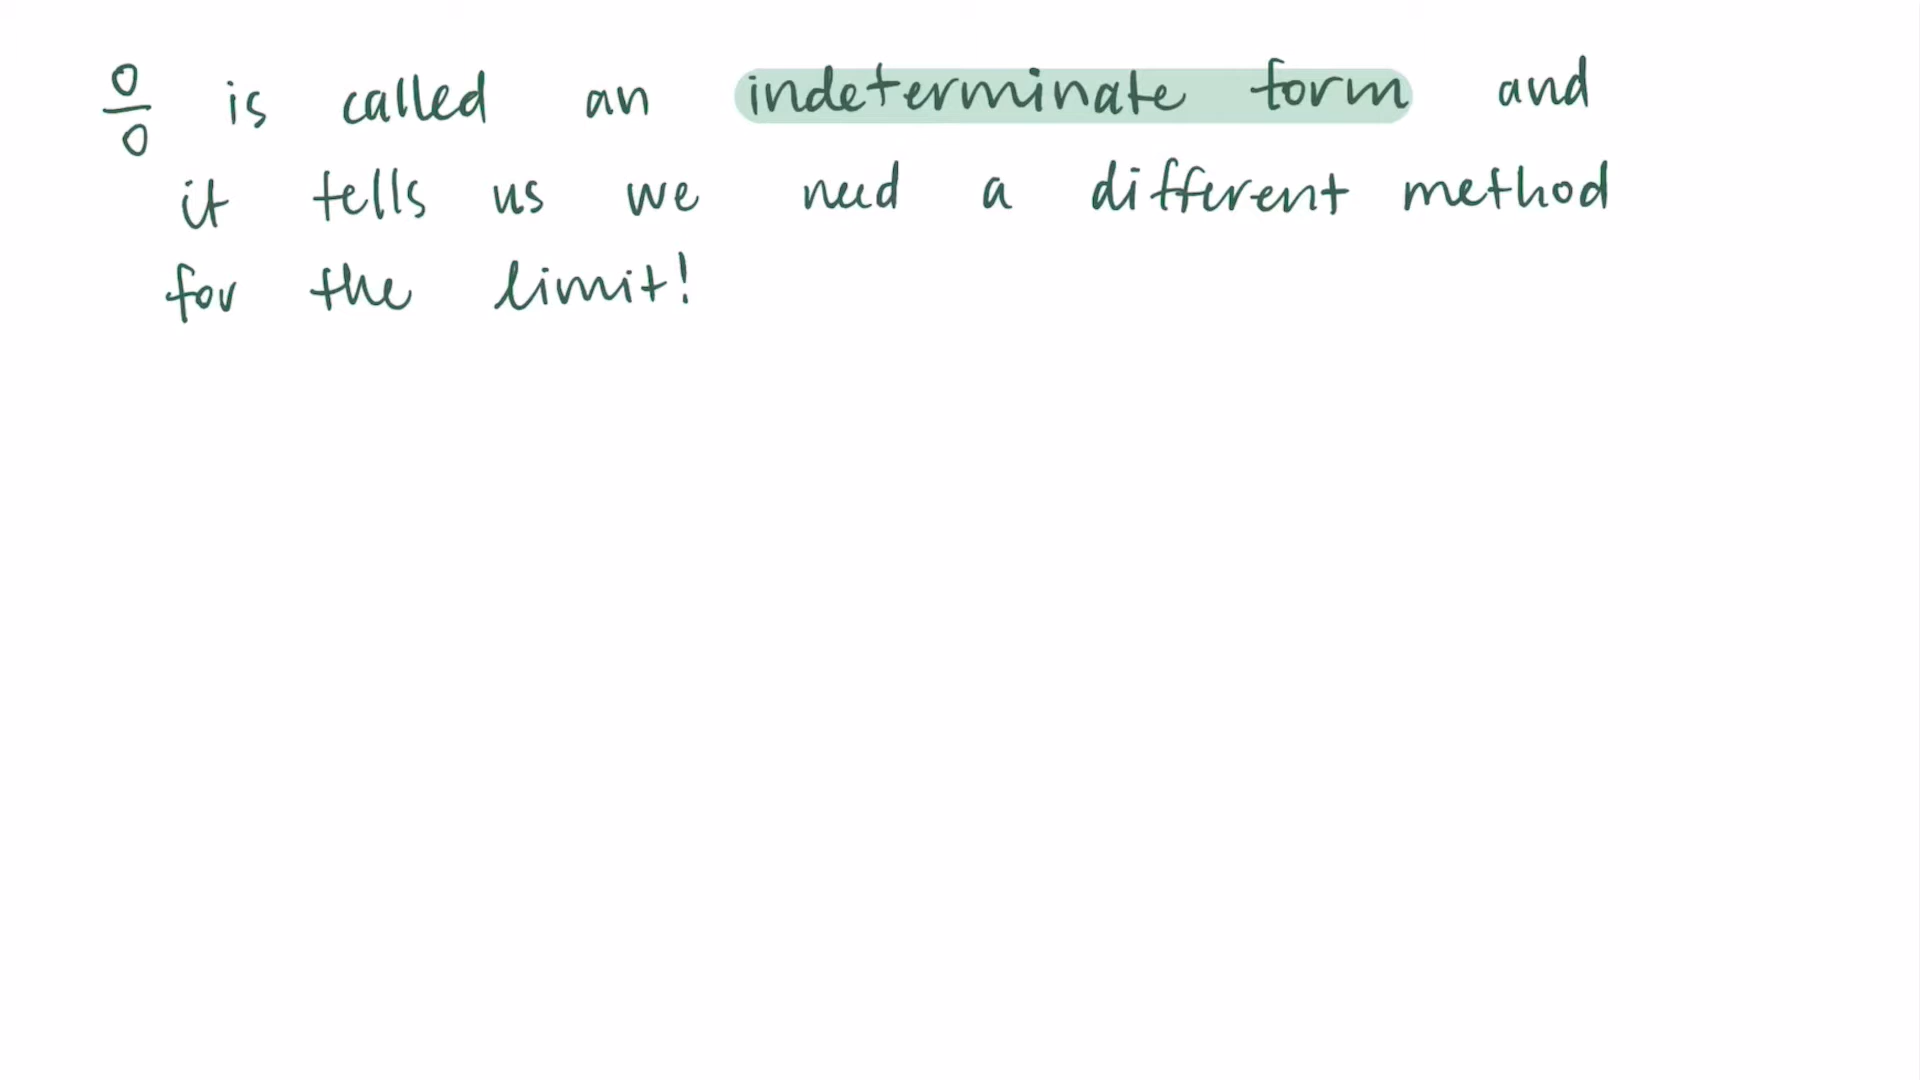 0/0 is called an indeterminate form and
it tells us we need a different method
for the limit!